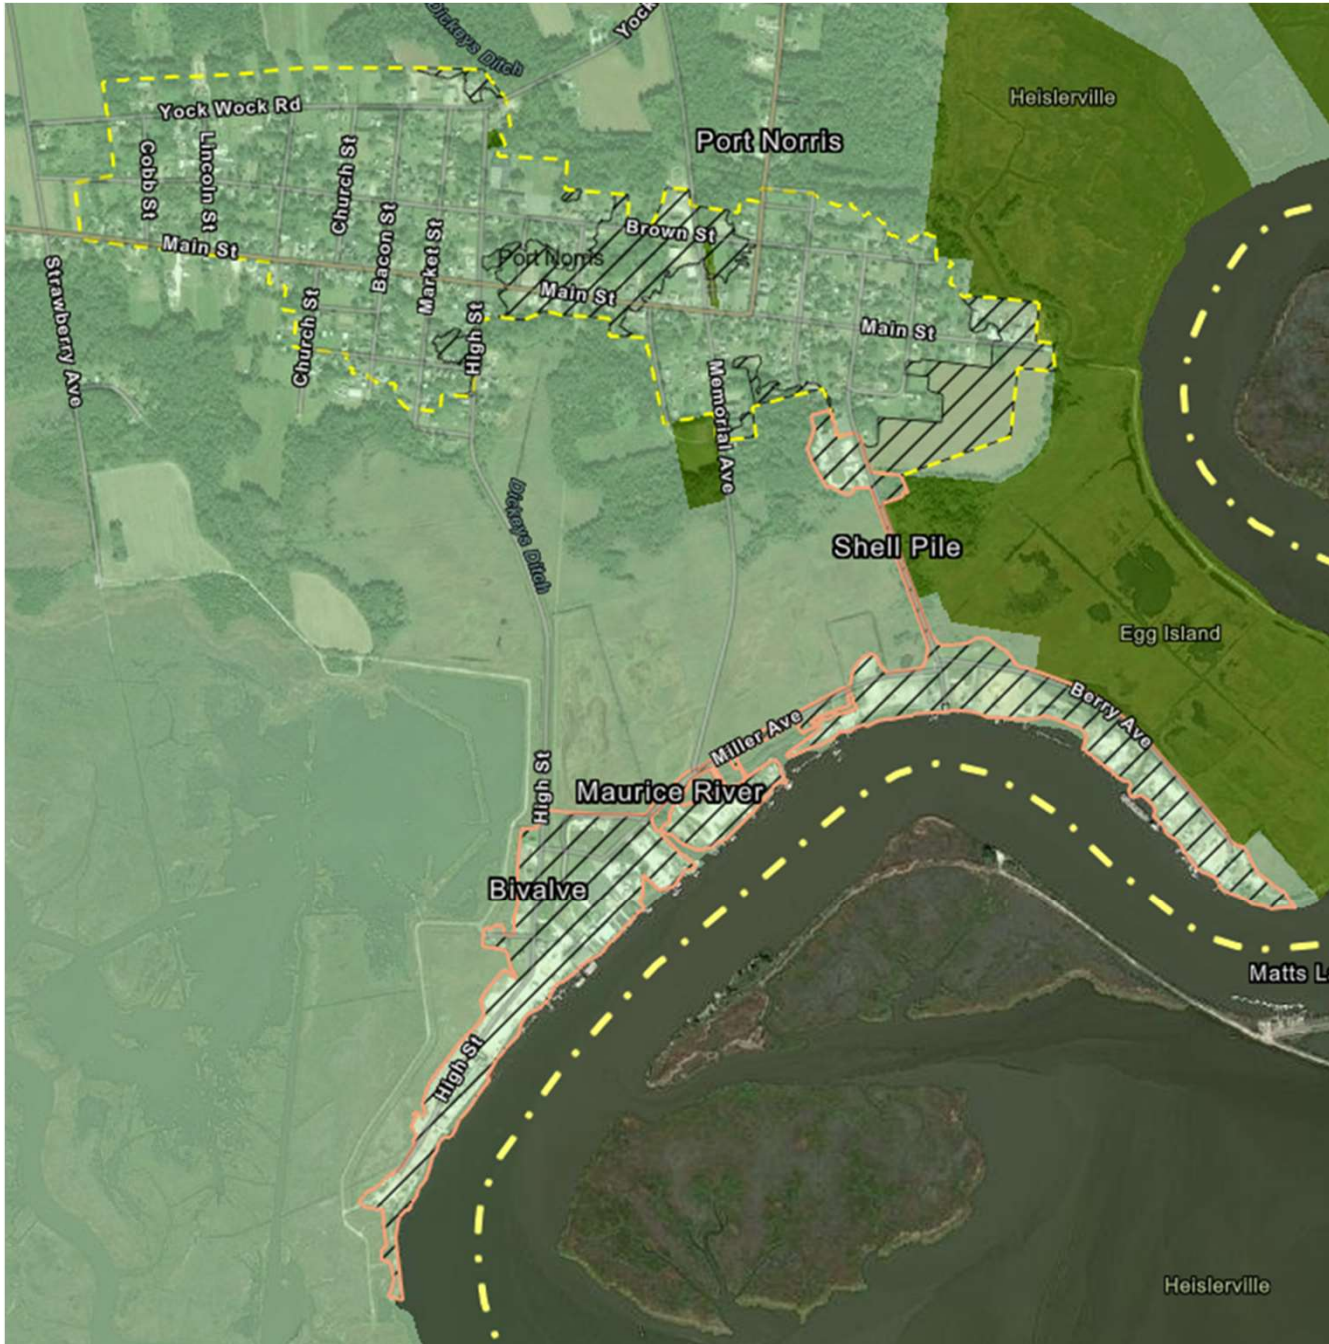 Dickeys Ditch
Yock
Heislerville
Yock Wock Rd
Port Norris
Cobb St
Lincoln St
Church St
Bacon St
Market St
Brown St
Port Norris
Main St
Main St
Main St
Strawberry Ave
Church St
High St
Memorial Ave
Dickeys Ditch
Shell Pile
Egg Island
Berry Ave
Miller Ave
High St
Maurice River
Bivalve
Matts L
High St
Heislerville